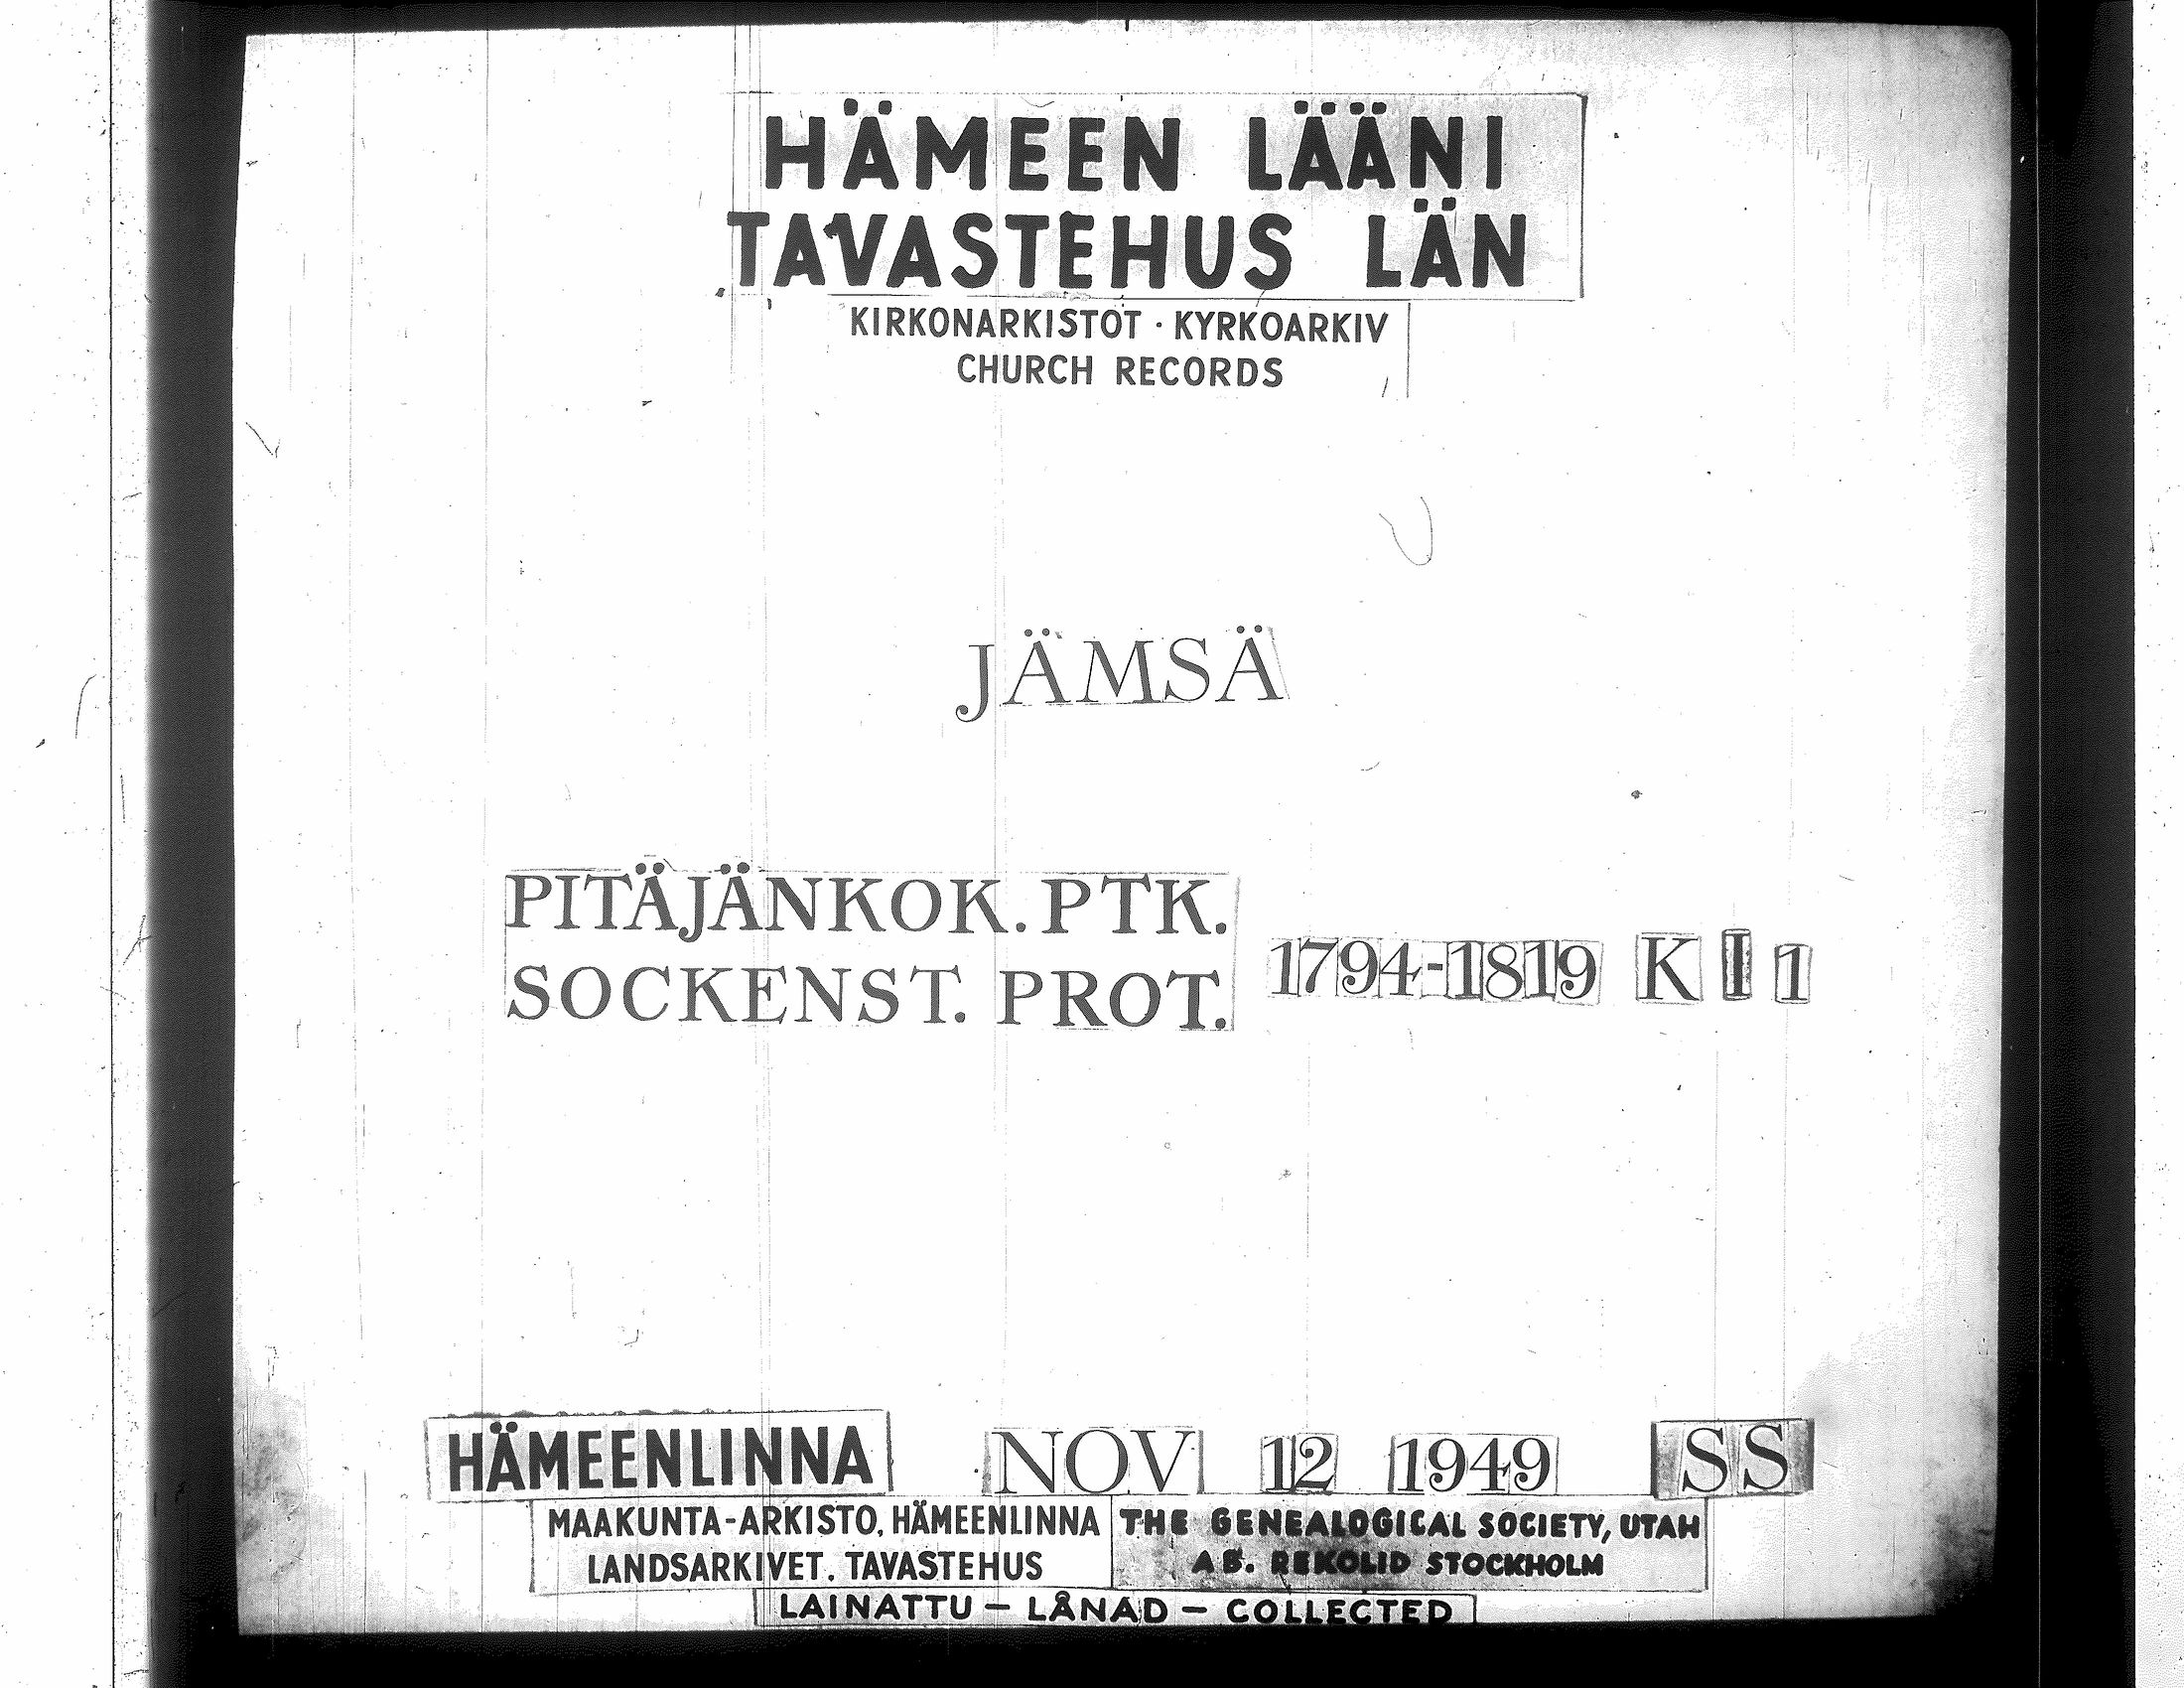 HÄMEEN LÄÄNI
TAVASTEHUS LÄN
KIRKONARKISTOT · KYRKOARKIV
CHURCH RECORDS
JÄMSÄ
PITÄJÄNKOK. PTK.
SOCKENST. PROT.
1794-1819 K I 1
HÄMEENLINNA NOV 12 1949 SS
MAAKUNTA-ARKISTO, HÄMEENLINNA
LANDSARKIVET. TAVASTEHUS
THE GENEALOGICAL SOCIETY, UTAH
AB. REKOLID STOCKHOLM
LAINATTU – LÅNAD – COLLECTED